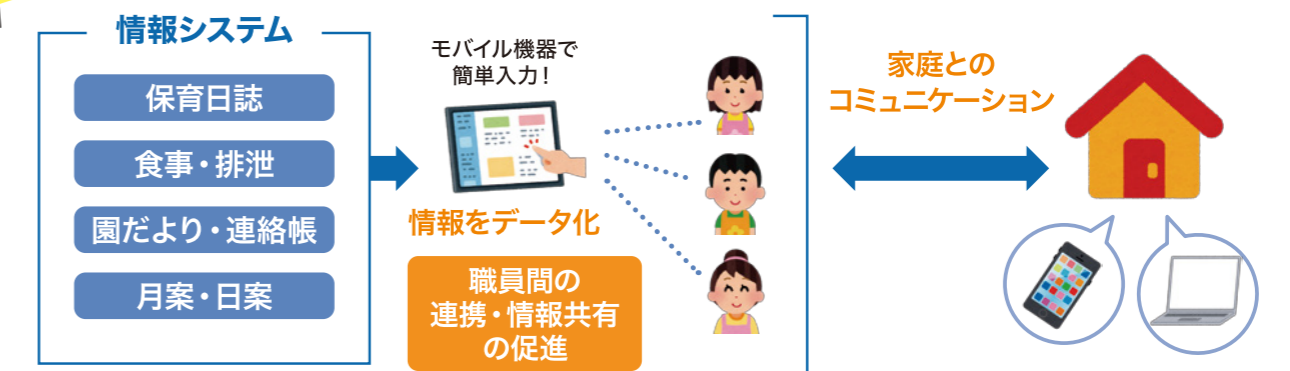 情報システム
保育日誌
食事・排泄
園だより・連絡帳
月案・日案
モバイル機器で
簡単入力！
情報をデータ化
職員間の
連携・情報共有
の促進
家庭との
コミュニケーション